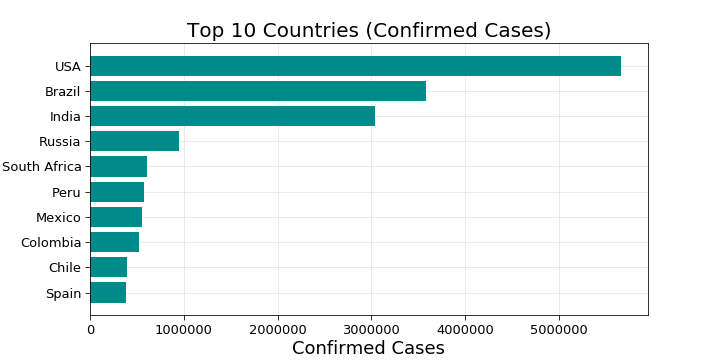 Top 10 Countries (Confirmed Cases)
USA
Brazil
India
Russia
South Africa
Peru
Mexico
Colombia
Chile
Spain
0 1000000 2000000 3000000 4000000 5000000
Confirmed Cases